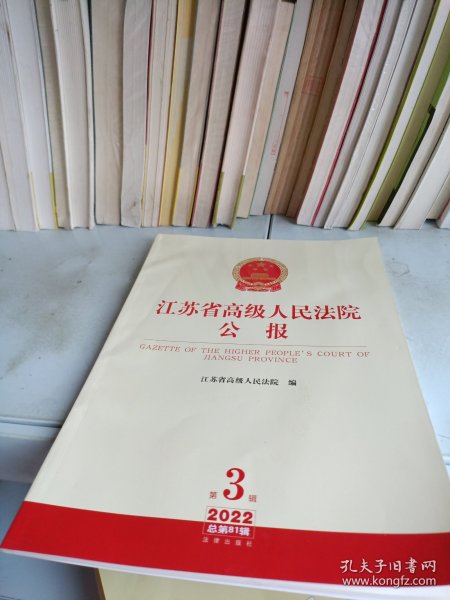 江苏省高级人民法院
公 报
GAZETTE OF THE HIGHER PEOPLE'S COURT OF
JIANGSU PROVINCE
江苏省高级人民法院 编
第 3 辑
2022
总第81辑
法律出版社
孔夫子旧书网
www.kongfz.com